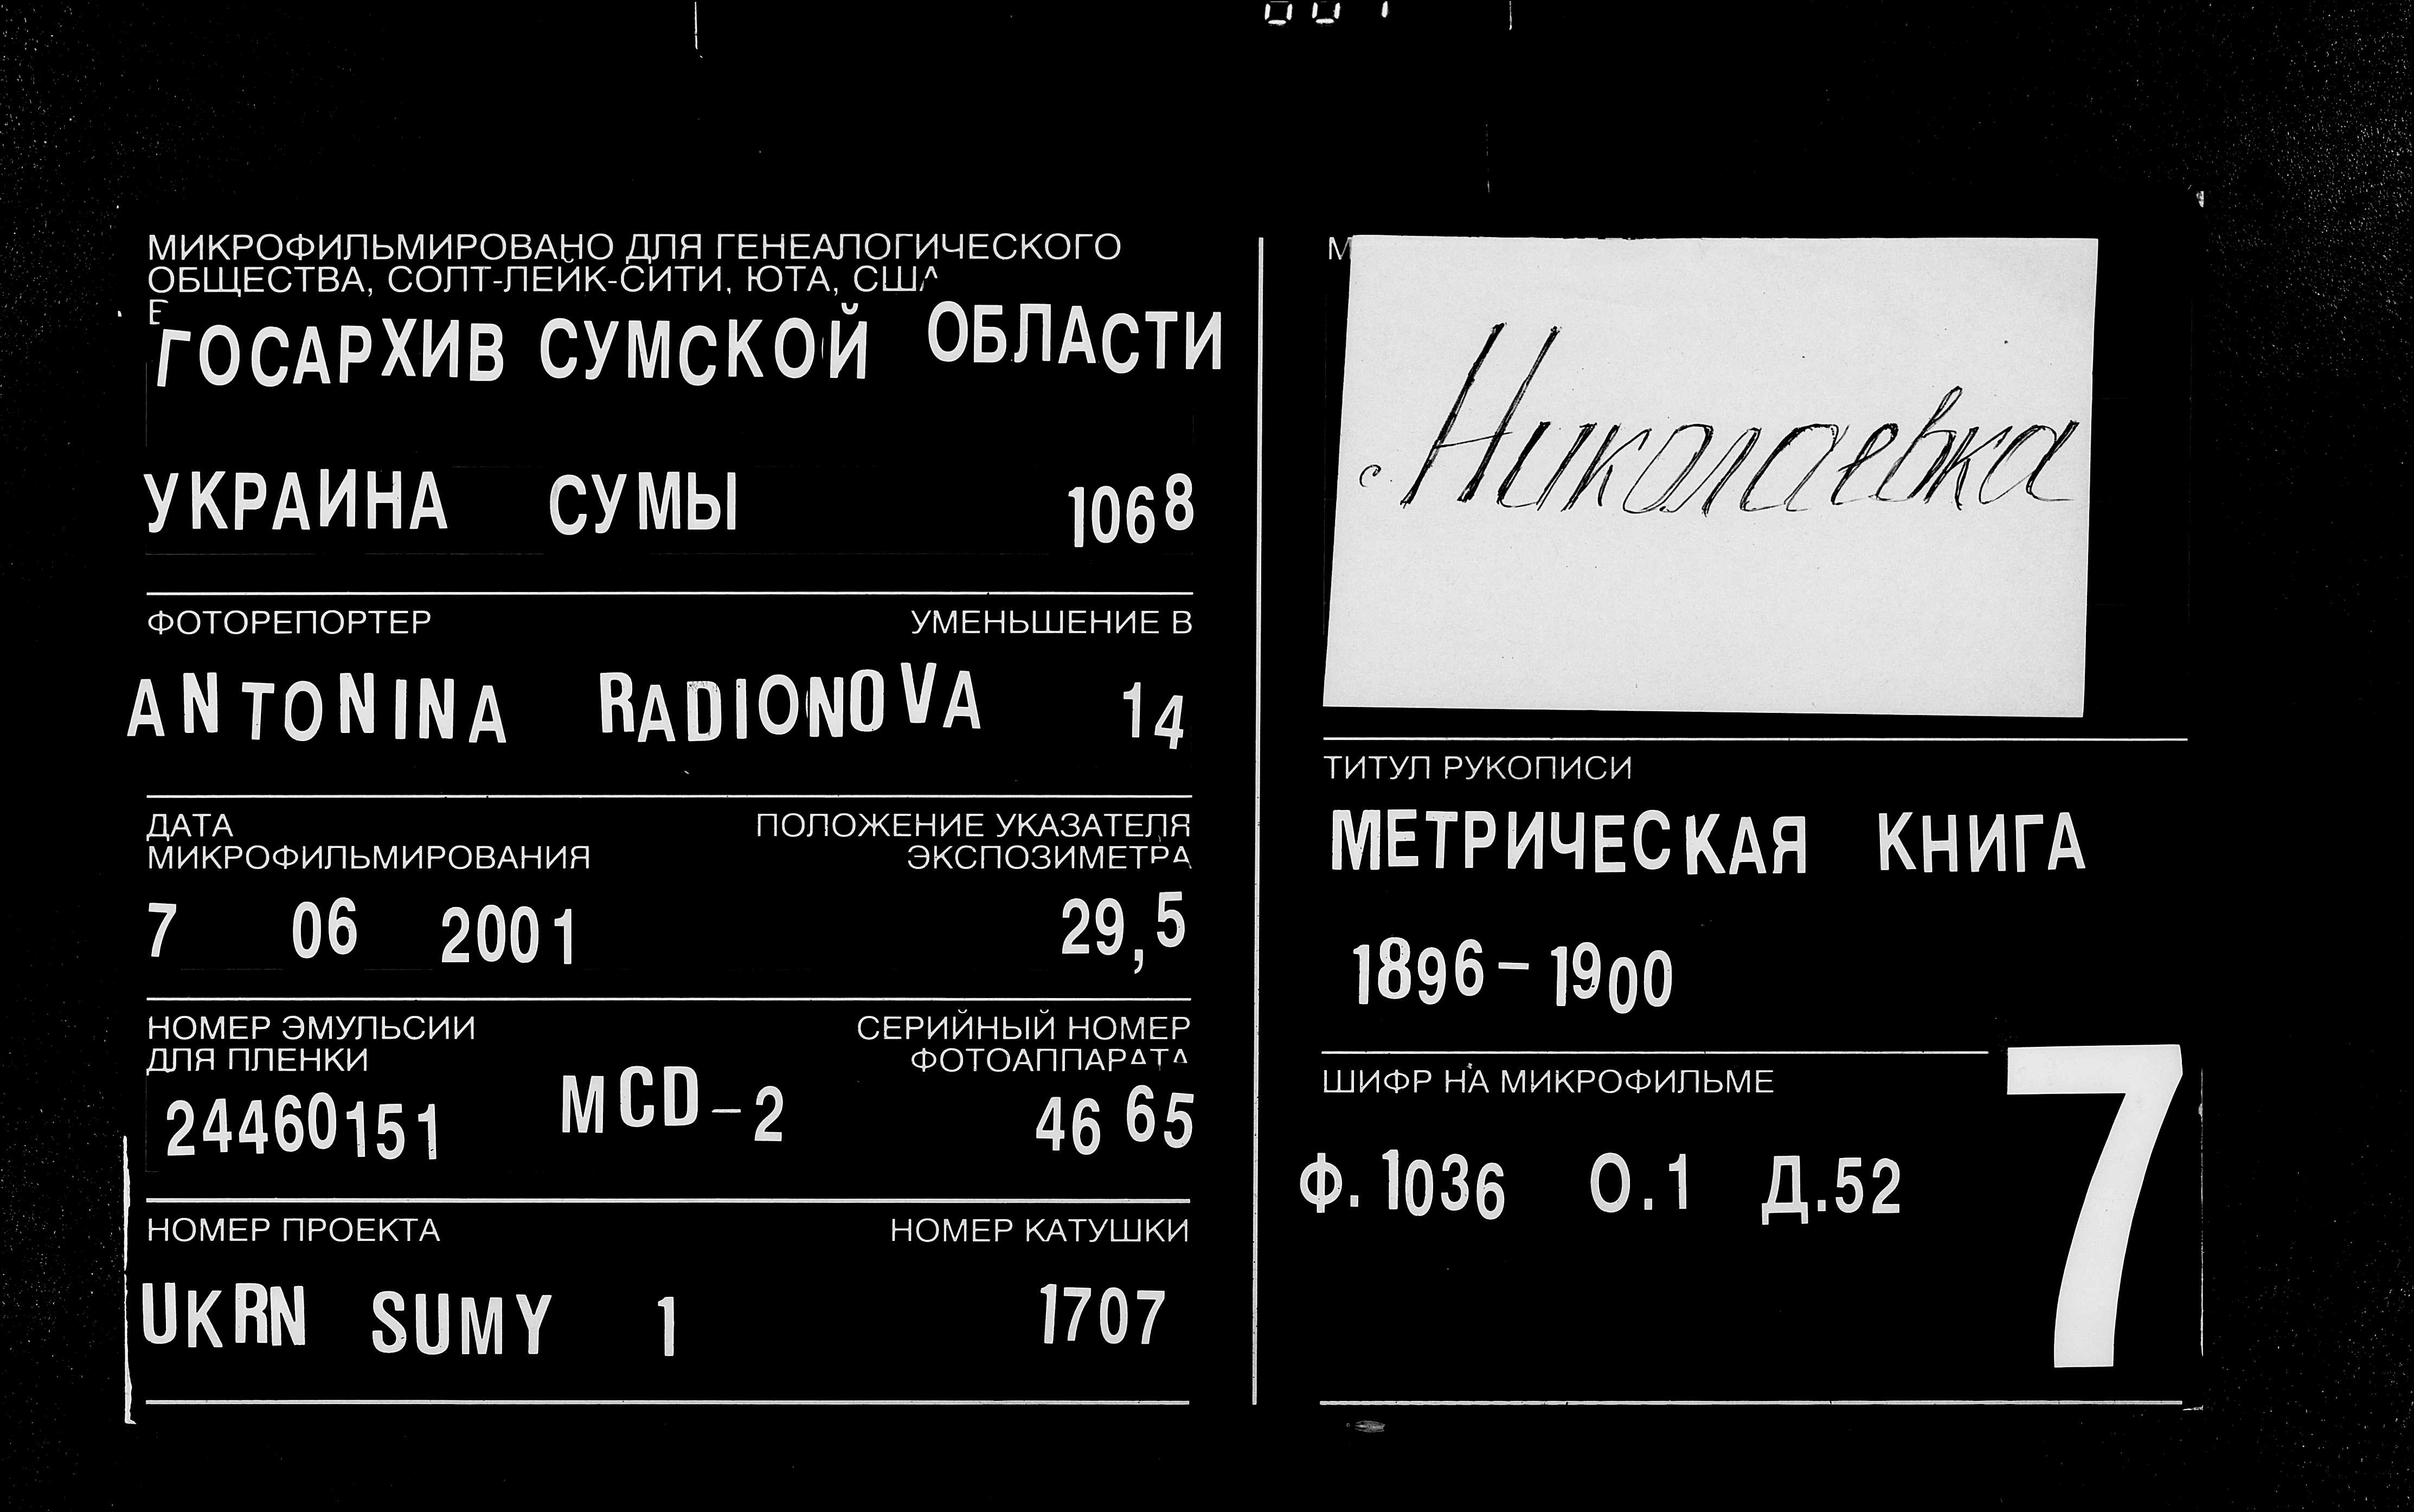 МИКРОФИЛЬМИРОВАНО ДЛЯ ГЕНЕАЛОГИЧЕСКОГО
ОБЩЕСТВА, СОЛТ-ЛЕЙК-СИТИ, ЮТА, США
В
ГОСАРХИВ СУМСКОЙ ОБЛАСТИ
УКРАИНА СУМЫ 1068
ФОТОРЕПОРТЕР УМЕНЬШЕНИЕ В
ANTONINA RADIONOVA 14
ДАТА
МИКРОФИЛЬМИРОВАНИЯ
ПОЛОЖЕНИЕ УКАЗАТЕЛЯ
ЭКСПОЗИМЕТРА
7 06 2001 29,5
НОМЕР ЭМУЛЬСИИ
ДЛЯ ПЛЕНКИ
СЕРИЙНЫЙ НОМЕР
ФОТОАППАРАТА
24460151 MCD-2 4665
НОМЕР ПРОЕКТА НОМЕР КАТУШКИ
UKRN SUMY 1 1707
с. Николаевка
ТИТУЛ РУКОПИСИ
МЕТРИЧЕСКАЯ КНИГА
1896-1900
ШИФР НА МИКРОФИЛЬМЕ
Ф. 1036 О.1 Д.52
7